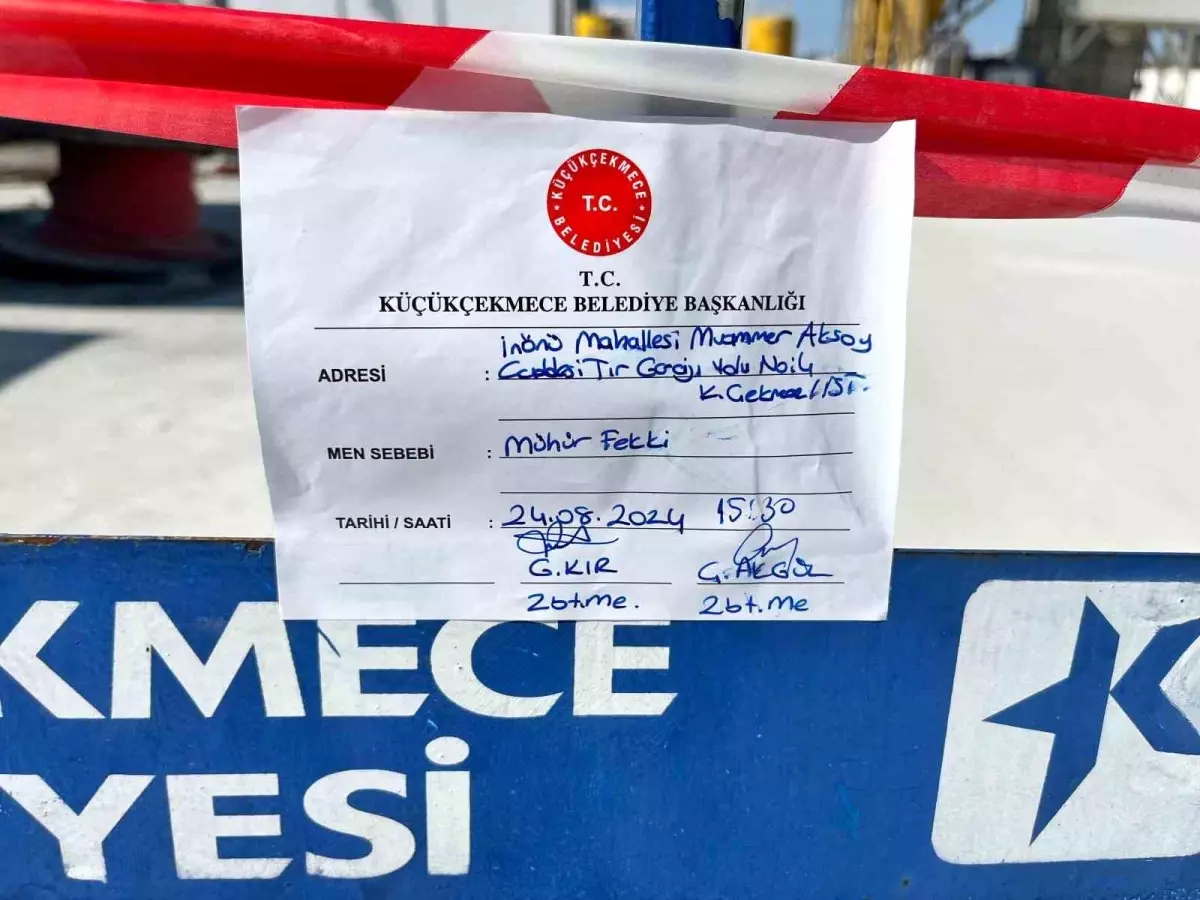 KÜÇÜKÇEKMECE
T.C.
BELEDİYESİ
T.C.
KÜÇÜKÇEKMECE BELEDİYE BAŞKANLIĞI
İnönü Mahallesi Muammer Aksoy
ADRESİ : Caddesi Tır Garajı Yolu No:4
K.Çekmece/İST.
MEN SEBEBİ : Mühür Fekki
TARİHİ / SAATİ : 24.08.2024 15:30
G.KIR G.AKGÜL
Zbt.Me. Zbt.Me
KMECE
YESİ